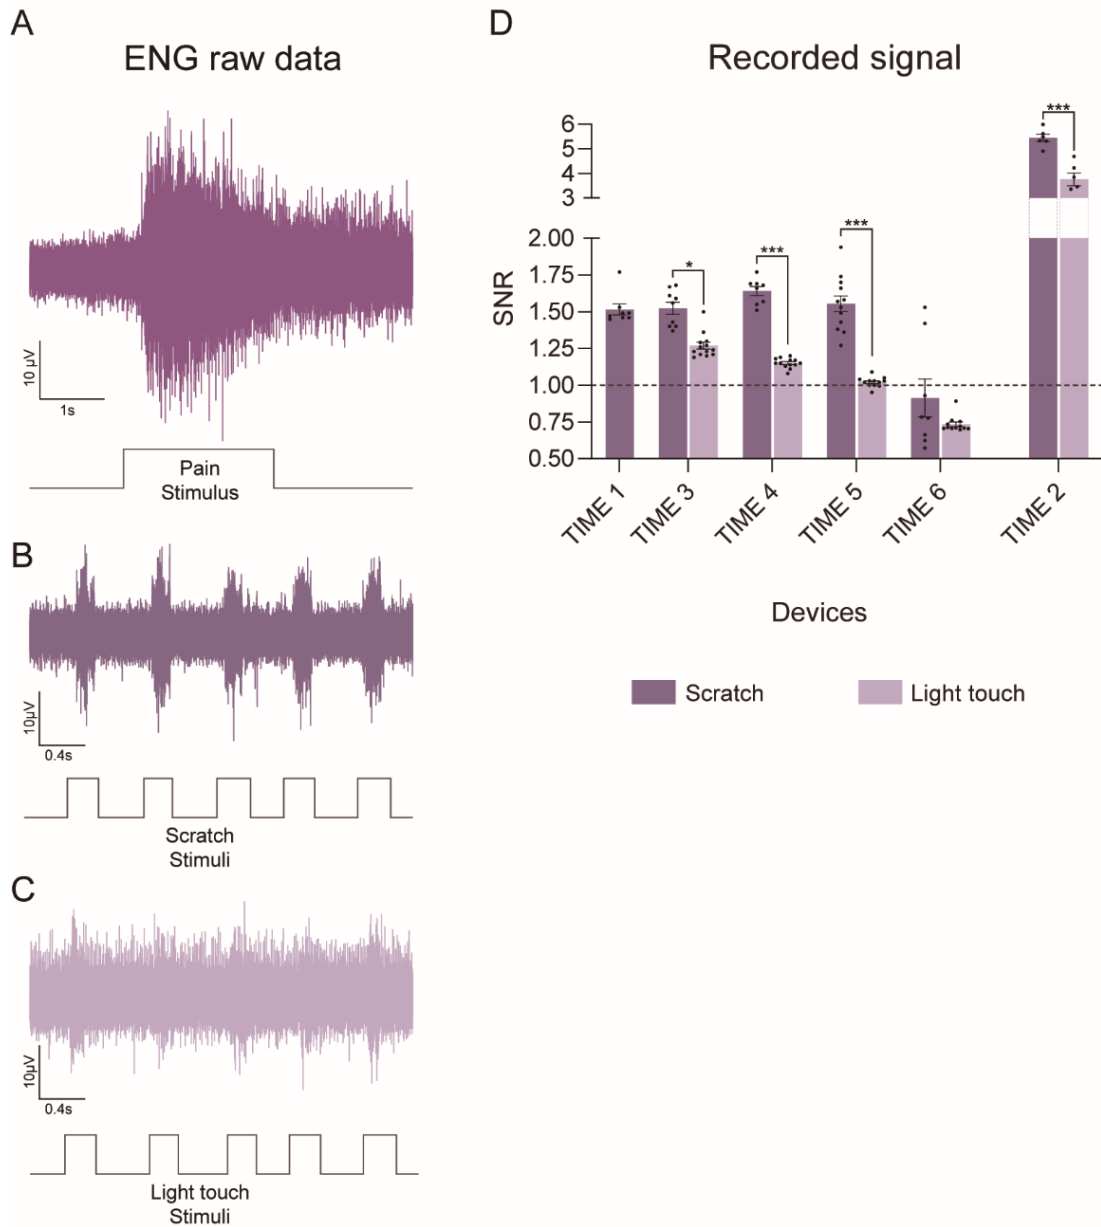 A
ENG raw data
10 µV
1s
Pain
Stimulus
B
10µV
0.4s
Scratch
Stimuli
C
10µV
0.4s
Light touch
Stimuli
D
Recorded signal
SNR
6
5
4
3
2.00
1.75
1.50
1.25
1.00
0.75
0.50
*
***
***
***
TIME 1
TIME 3
TIME 4
TIME 5
TIME 6
TIME 2
Devices
Scratch
Light touch